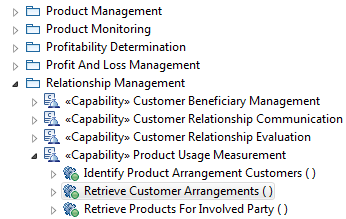 Product Management
Product Monitoring
Profitability Determination
Profit And Loss Management
Relationship Management
«Capability» Customer Beneficiary Management
«Capability» Customer Relationship Communication
«Capability» Customer Relationship Evaluation
«Capability» Product Usage Measurement
Identify Product Arrangement Customers ( )
Retrieve Customer Arrangements ( )
Retrieve Products For Involved Party ( )